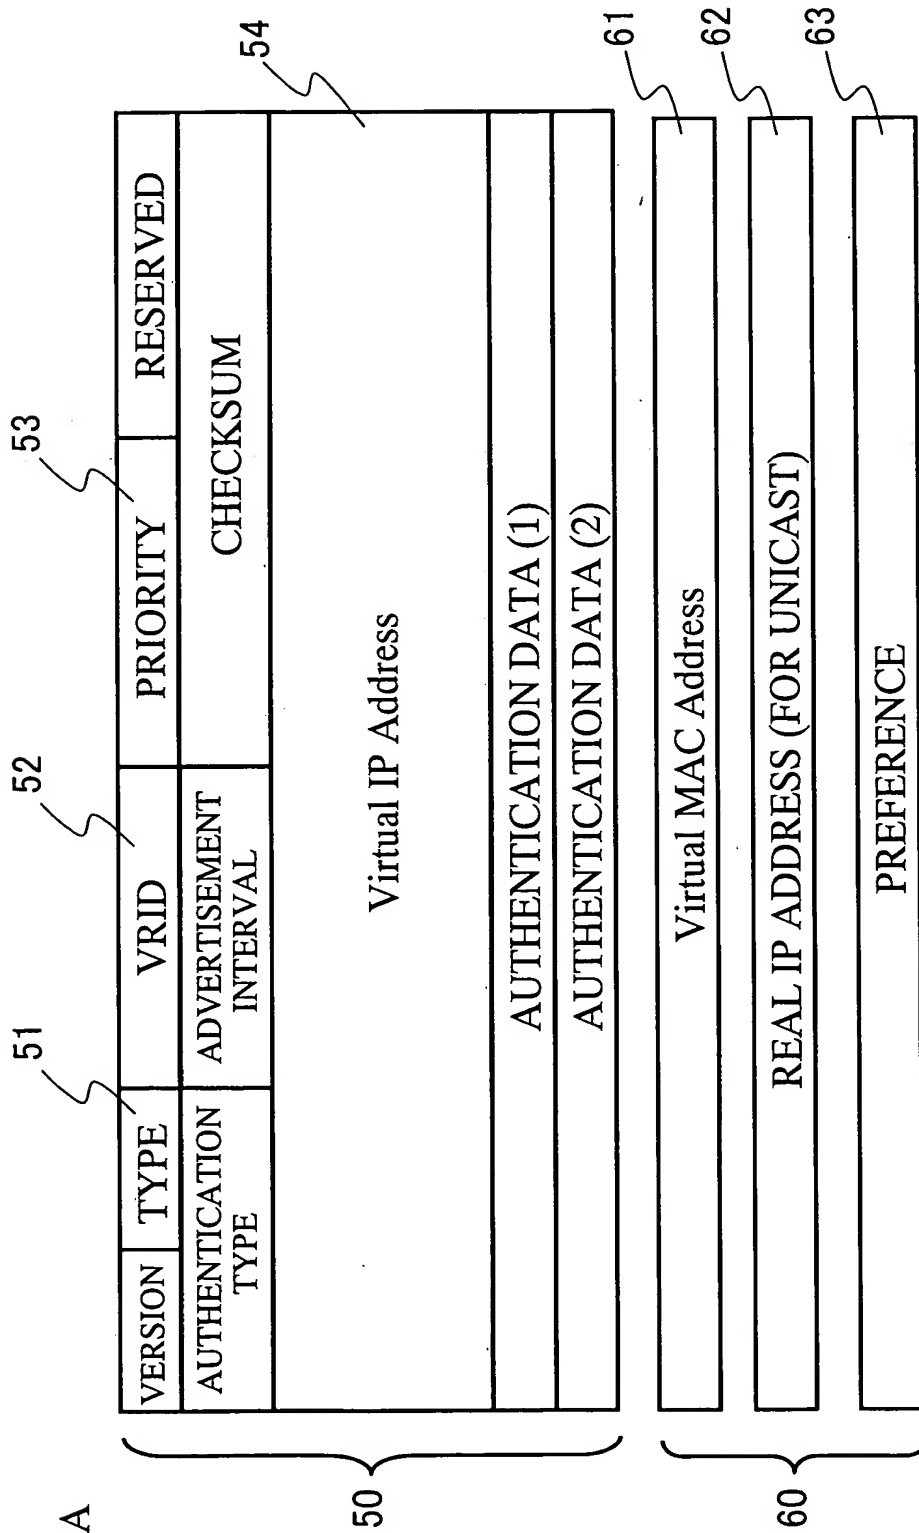 A
51
52
53
VERSION
TYPE
VRID
PRIORITY
RESERVED
AUTHENTICATION
TYPE
ADVERTISEMENT
INTERVAL
CHECKSUM
54
Virtual IP Address
50
AUTHENTICATION DATA (1)
AUTHENTICATION DATA (2)
61
Virtual MAC Address
62
60
REAL IP ADDRESS (FOR UNICAST)
63
PREFERENCE